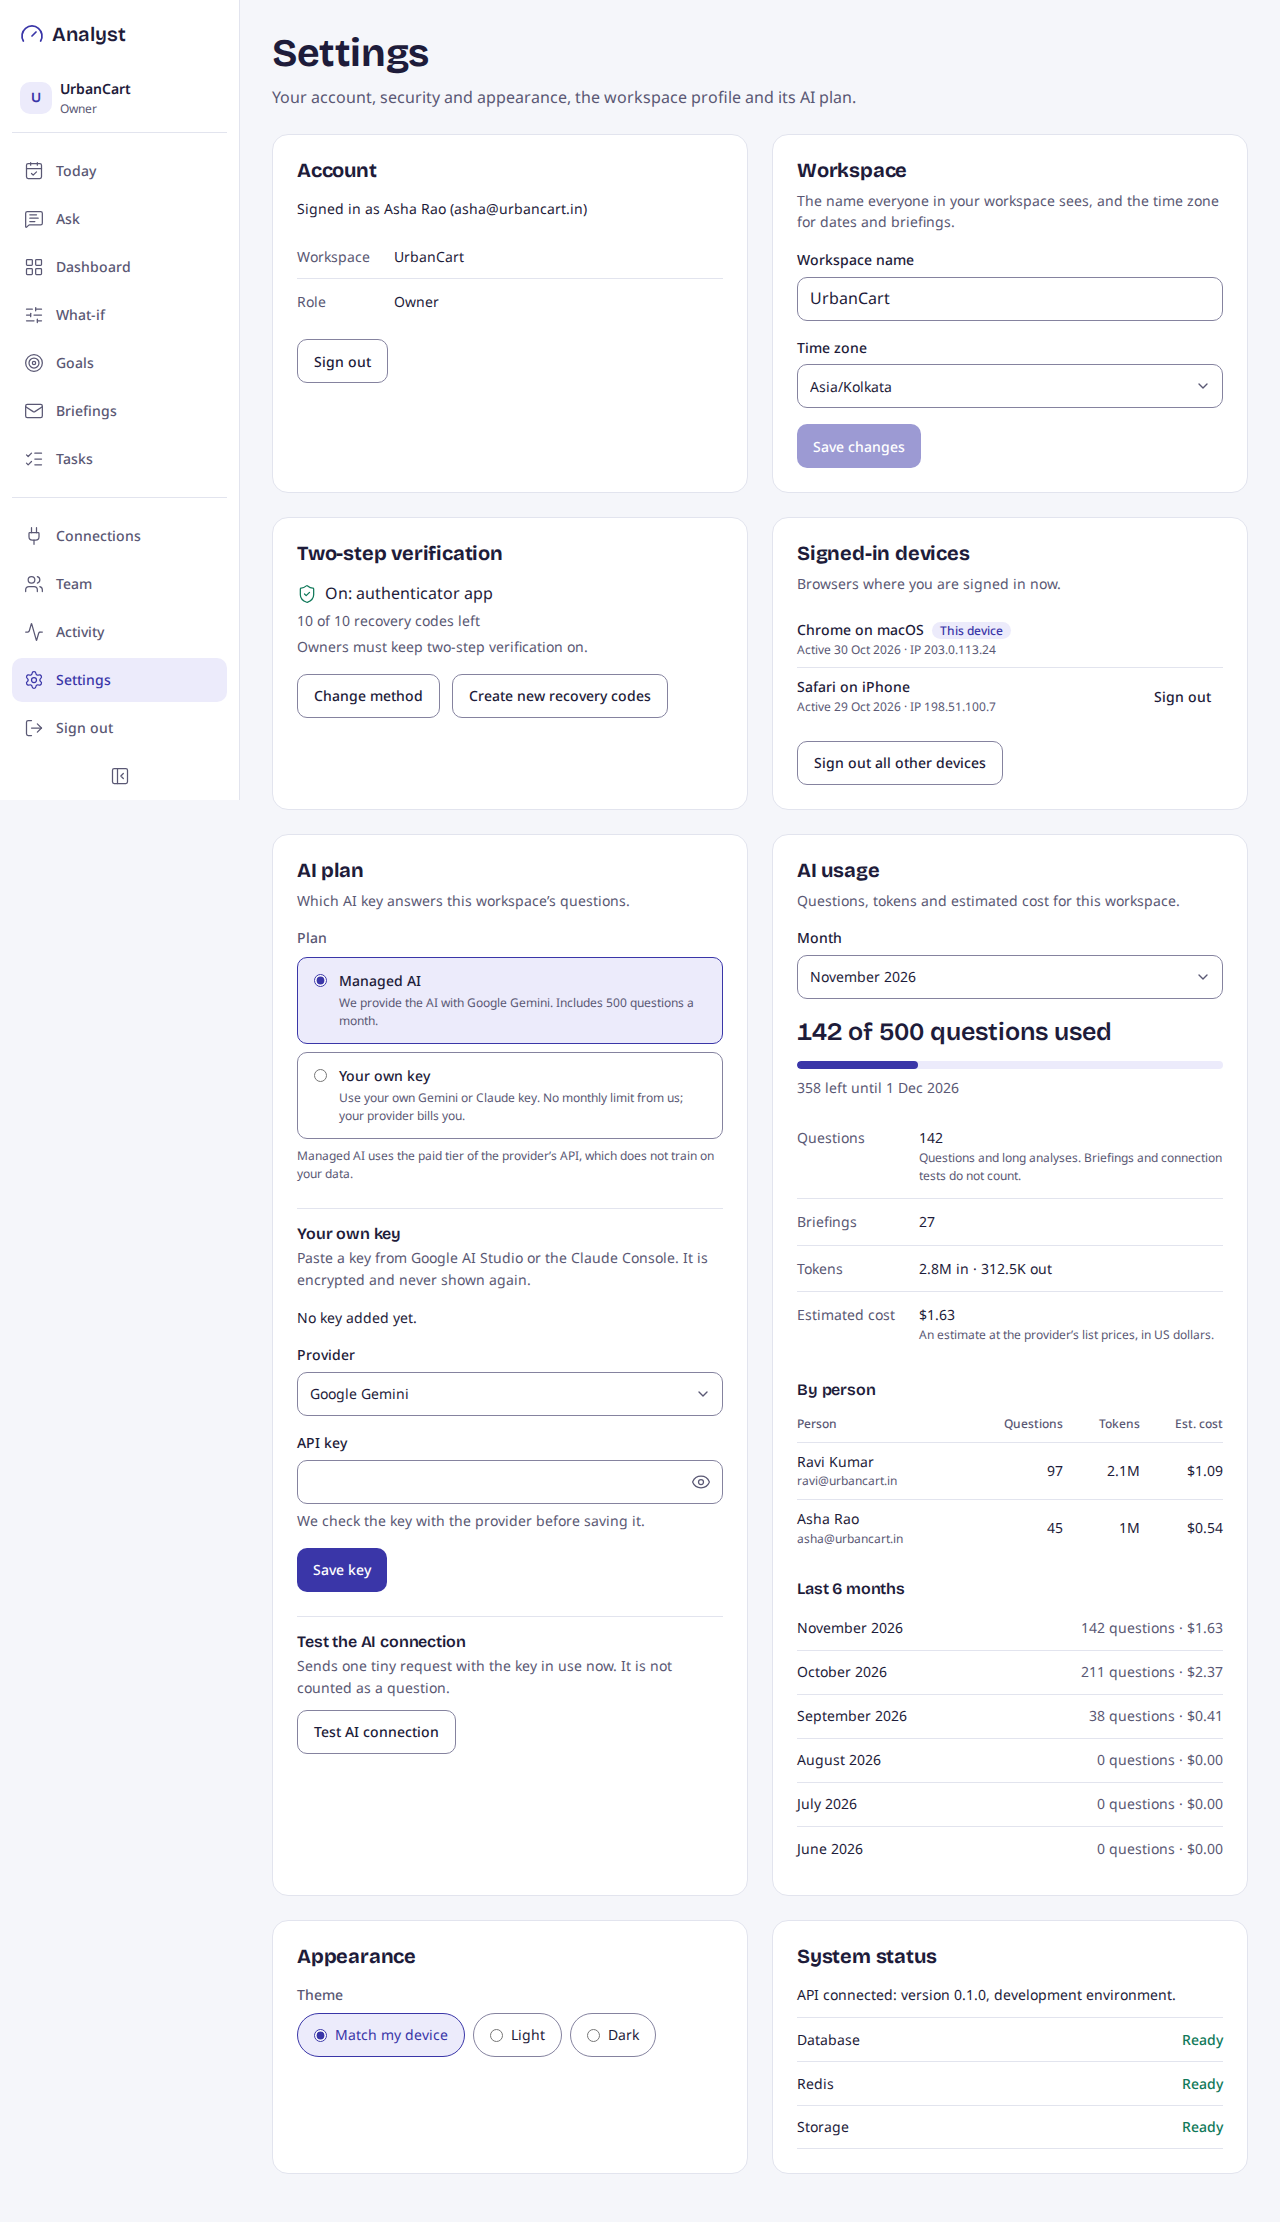 Analyst
U
UrbanCart
Owner
Today
Ask
Dashboard
What-if
Goals
Briefings
Tasks
Connections
Team
Activity
Settings
Sign out
Settings
Your account, security and appearance, the workspace profile and its AI plan.
Account
Signed in as Asha Rao (asha@urbancart.in)
Workspace UrbanCart
Role Owner
Sign out
Workspace
The name everyone in your workspace sees, and the time zone
for dates and briefings.
Workspace name
UrbanCart
Time zone
Asia/Kolkata
Save changes
Two-step verification
On: authenticator app
10 of 10 recovery codes left
Owners must keep two-step verification on.
Change method
Create new recovery codes
Signed-in devices
Browsers where you are signed in now.
Chrome on macOS This device
Active 30 Oct 2026 · IP 203.0.113.24
Safari on iPhone
Active 29 Oct 2026 · IP 198.51.100.7
Sign out
Sign out all other devices
AI plan
Which AI key answers this workspace’s questions.
Plan
Managed AI
We provide the AI with Google Gemini. Includes 500 questions a
month.
Your own key
Use your own Gemini or Claude key. No monthly limit from us;
your provider bills you.
Managed AI uses the paid tier of the provider’s API, which does not train on
your data.
Your own key
Paste a key from Google AI Studio or the Claude Console. It is
encrypted and never shown again.
No key added yet.
Provider
Google Gemini
API key
We check the key with the provider before saving it.
Save key
Test the AI connection
Sends one tiny request with the key in use now. It is not
counted as a question.
Test AI connection
AI usage
Questions, tokens and estimated cost for this workspace.
Month
November 2026
142 of 500 questions used
358 left until 1 Dec 2026
Questions 142
Questions and long analyses. Briefings and connection
tests do not count.
Briefings 27
Tokens 2.8M in · 312.5K out
Estimated cost $1.63
An estimate at the provider’s list prices, in US dollars.
By person
Person Questions Tokens Est. cost
Ravi Kumar
ravi@urbancart.in
97 2.1M $1.09
Asha Rao
asha@urbancart.in
45 1M $0.54
Last 6 months
November 2026 142 questions · $1.63
October 2026 211 questions · $2.37
September 2026 38 questions · $0.41
August 2026 0 questions · $0.00
July 2026 0 questions · $0.00
June 2026 0 questions · $0.00
Appearance
Theme
Match my device
Light
Dark
System status
API connected: version 0.1.0, development environment.
Database Ready
Redis Ready
Storage Ready